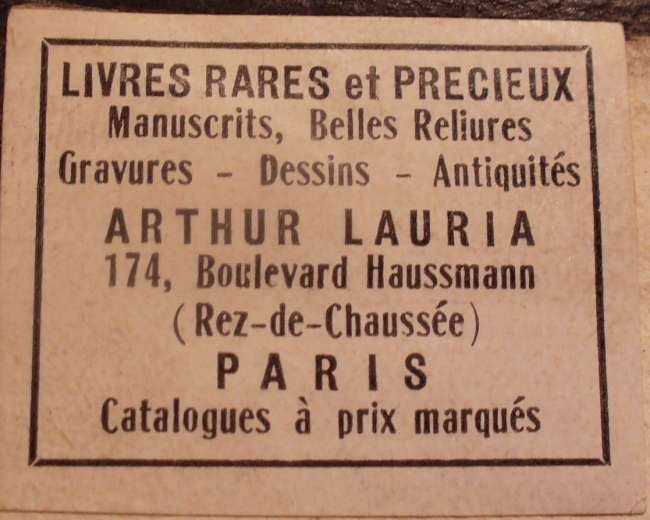 LIVRES RARES et PRECIEUX
Manuscrits, Belles Reliures
Gravures - Dessins - Antiquités
ARTHUR LAURIA
174, Boulevard Haussmann
(Rez-de-Chaussée)
PARIS
Catalogues à prix marqués